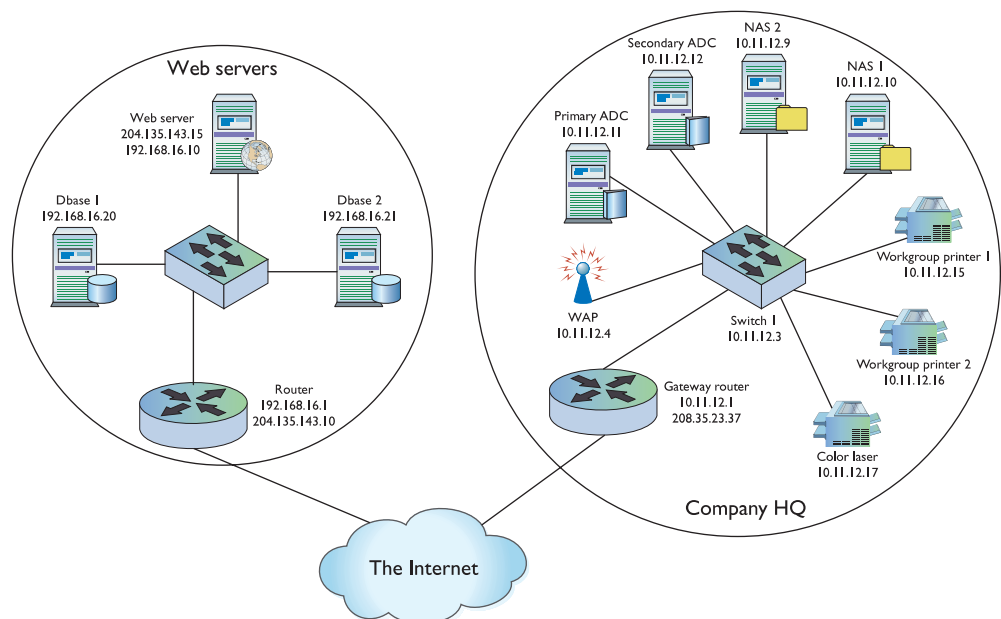 Web servers
Web server
204.135.143.15
192.168.16.10
Dbase 1
192.168.16.20
Dbase 2
192.168.16.21
Router
192.168.16.1
204.135.143.10
The Internet
Company HQ
NAS 2
10.11.12.9
Secondary ADC
10.11.12.12
NAS 1
10.11.12.10
Primary ADC
10.11.12.11
Workgroup printer 1
10.11.12.15
WAP
10.11.12.4
Switch 1
10.11.12.3
Workgroup printer 2
10.11.12.16
Gateway router
10.11.12.1
208.35.23.37
Color laser
10.11.12.17